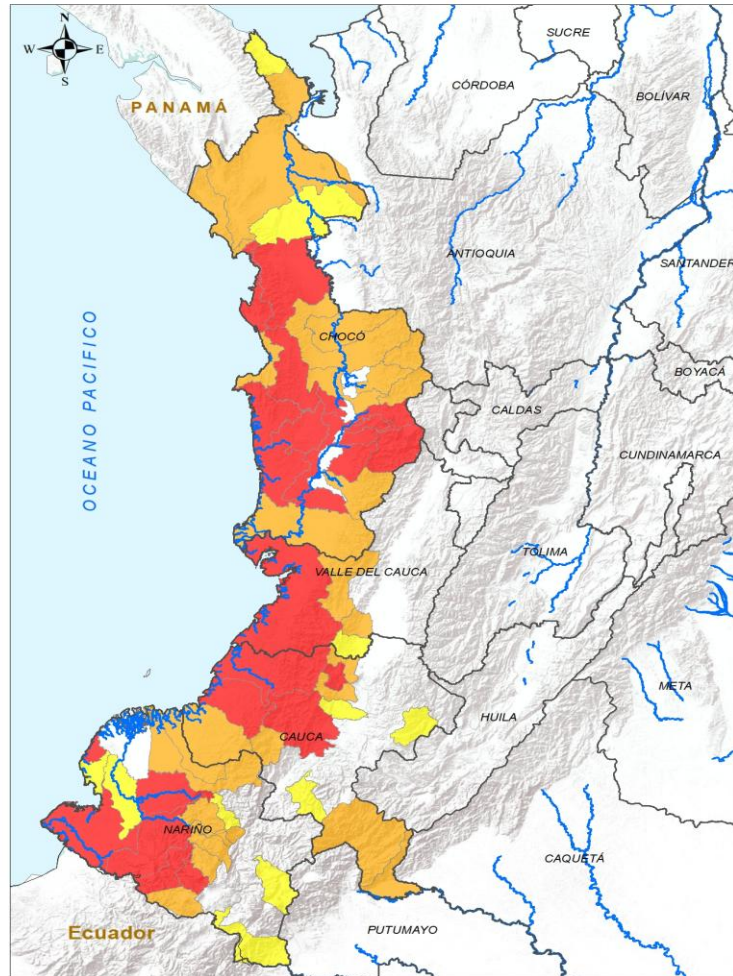 N
W E
S
SUCRE
CÓRDOBA
BOLÍVAR
PANAMÁ
ANTIOQUIA
SANTANDER
OCEANO PACIFICO
CHOCÓ
BOYACÁ
CALDAS
CUNDINAMARCA
TOLIMA
VALLE DEL CAUCA
META
HUILA
CAUCA
NARIÑO
CAQUETÁ
Ecuador
PUTUMAYO